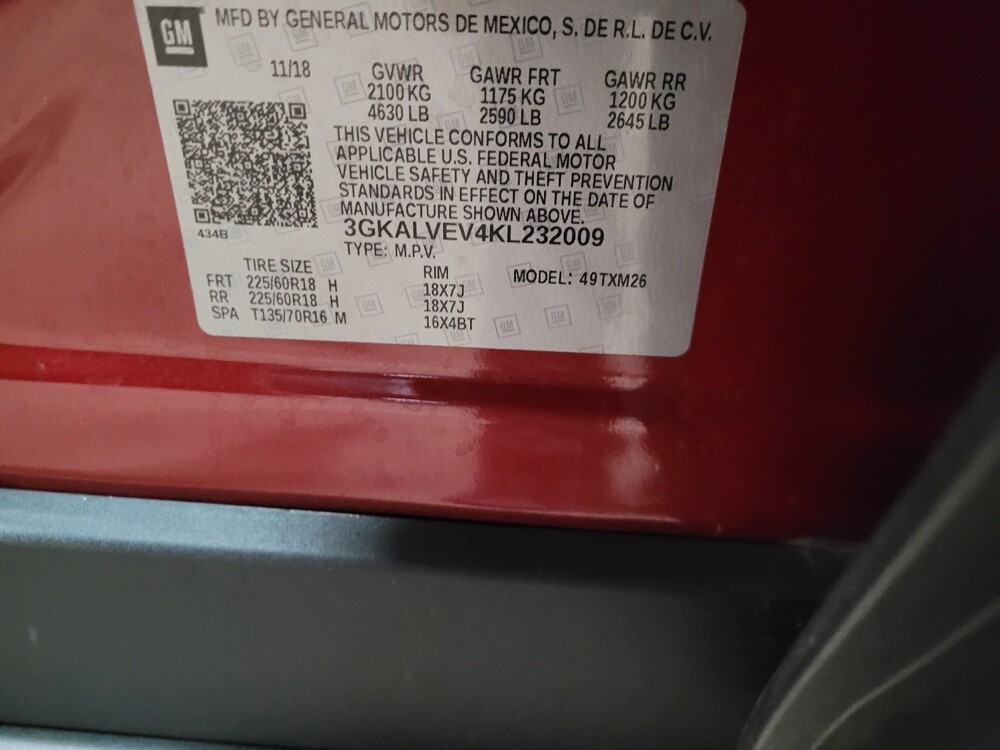 GM MFD BY GENERAL MOTORS DE MEXICO, S. DE R.L. DE C.V.
11/18 GVWR GAWR FRT GAWR RR
2100 KG 1175 KG 1200 KG
4630 LB 2590 LB 2645 LB
THIS VEHICLE CONFORMS TO ALL
APPLICABLE U.S. FEDERAL MOTOR
VEHICLE SAFETY AND THEFT PREVENTION
STANDARDS IN EFFECT ON THE DATE OF
MANUFACTURE SHOWN ABOVE.
434B 3GKALVEV4KL232009
TYPE: M.P.V.
TIRE SIZE RIM MODEL: 49TXM26
FRT 225/60R18 H 18X7J
RR 225/60R18 H 18X7J
SPA T135/70R16 M 16X4BT